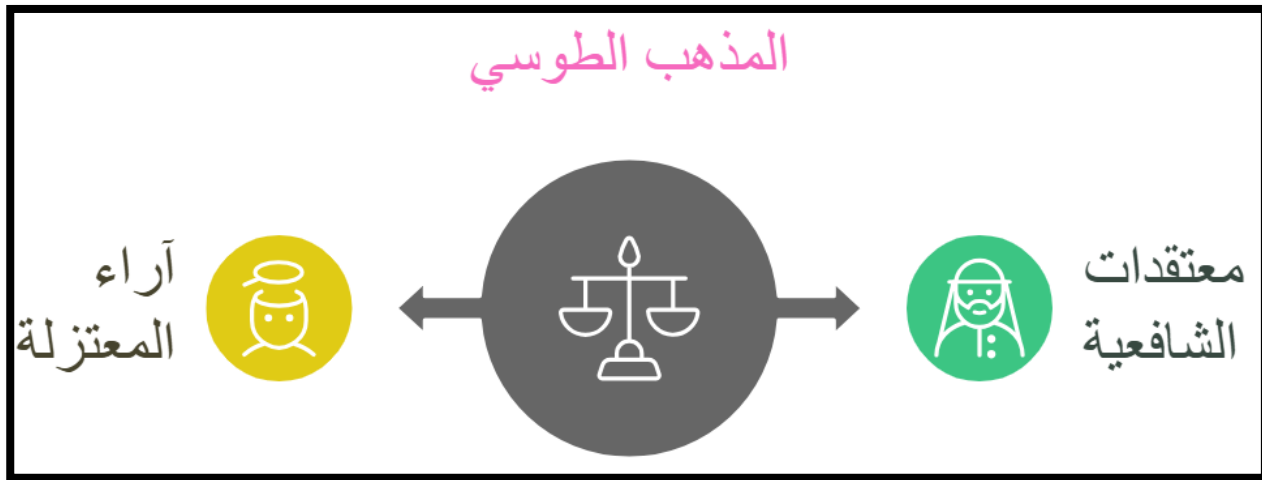 المذهب الطوسي
معتقدات
الشافعية
آراء
المعتزلة